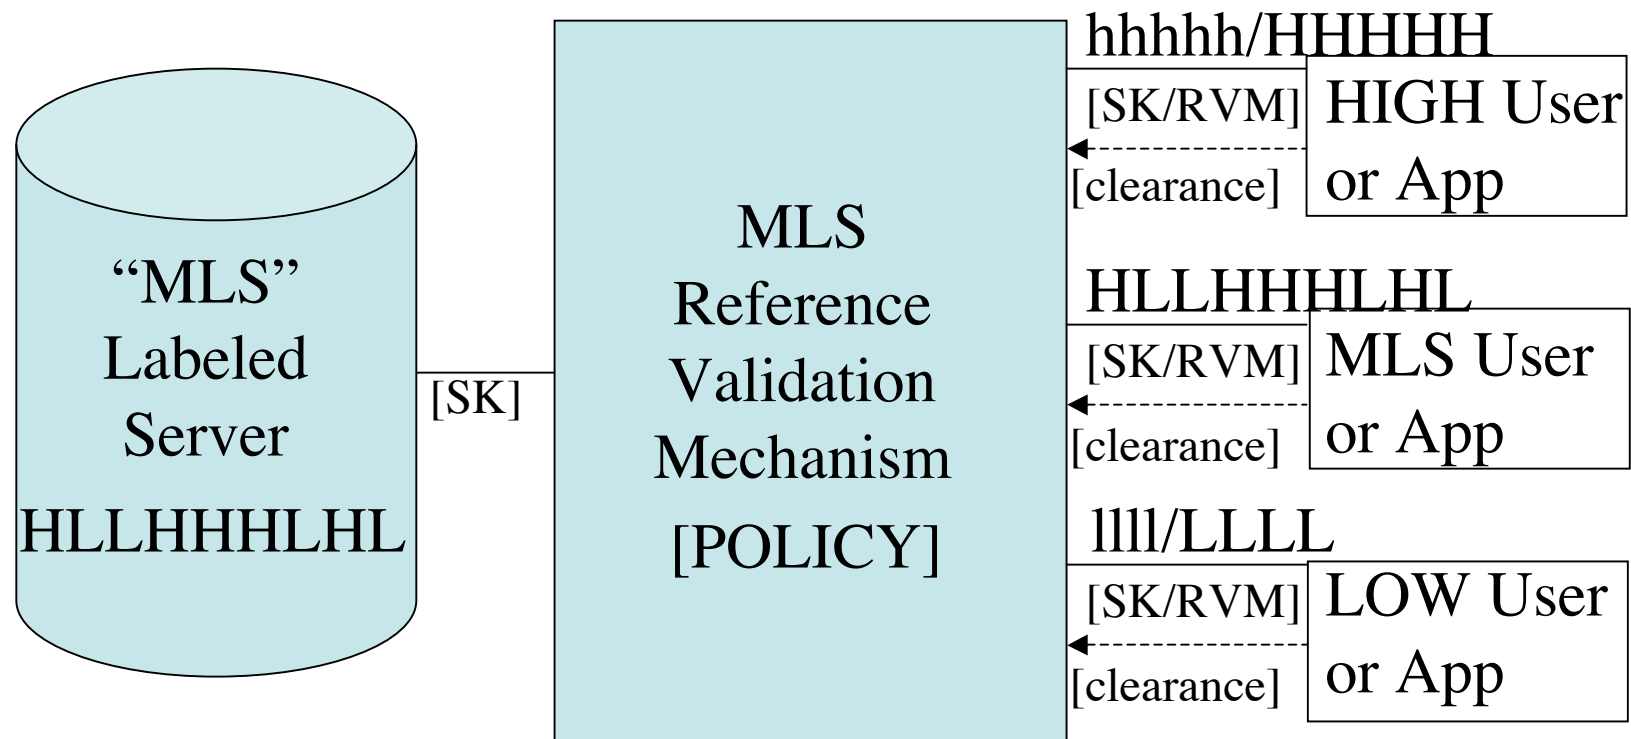 “MLS”
Labeled
Server
HLLHHHLHL
[SK]
MLS
Reference
Validation
Mechanism
[POLICY]
hhhhh/HHHHH
[SK/RVM]
[clearance]
HIGH User
or App
HLLHHHLHL
[SK/RVM]
[clearance]
MLS User
or App
llll/LLLL
[SK/RVM]
[clearance]
LOW User
or App